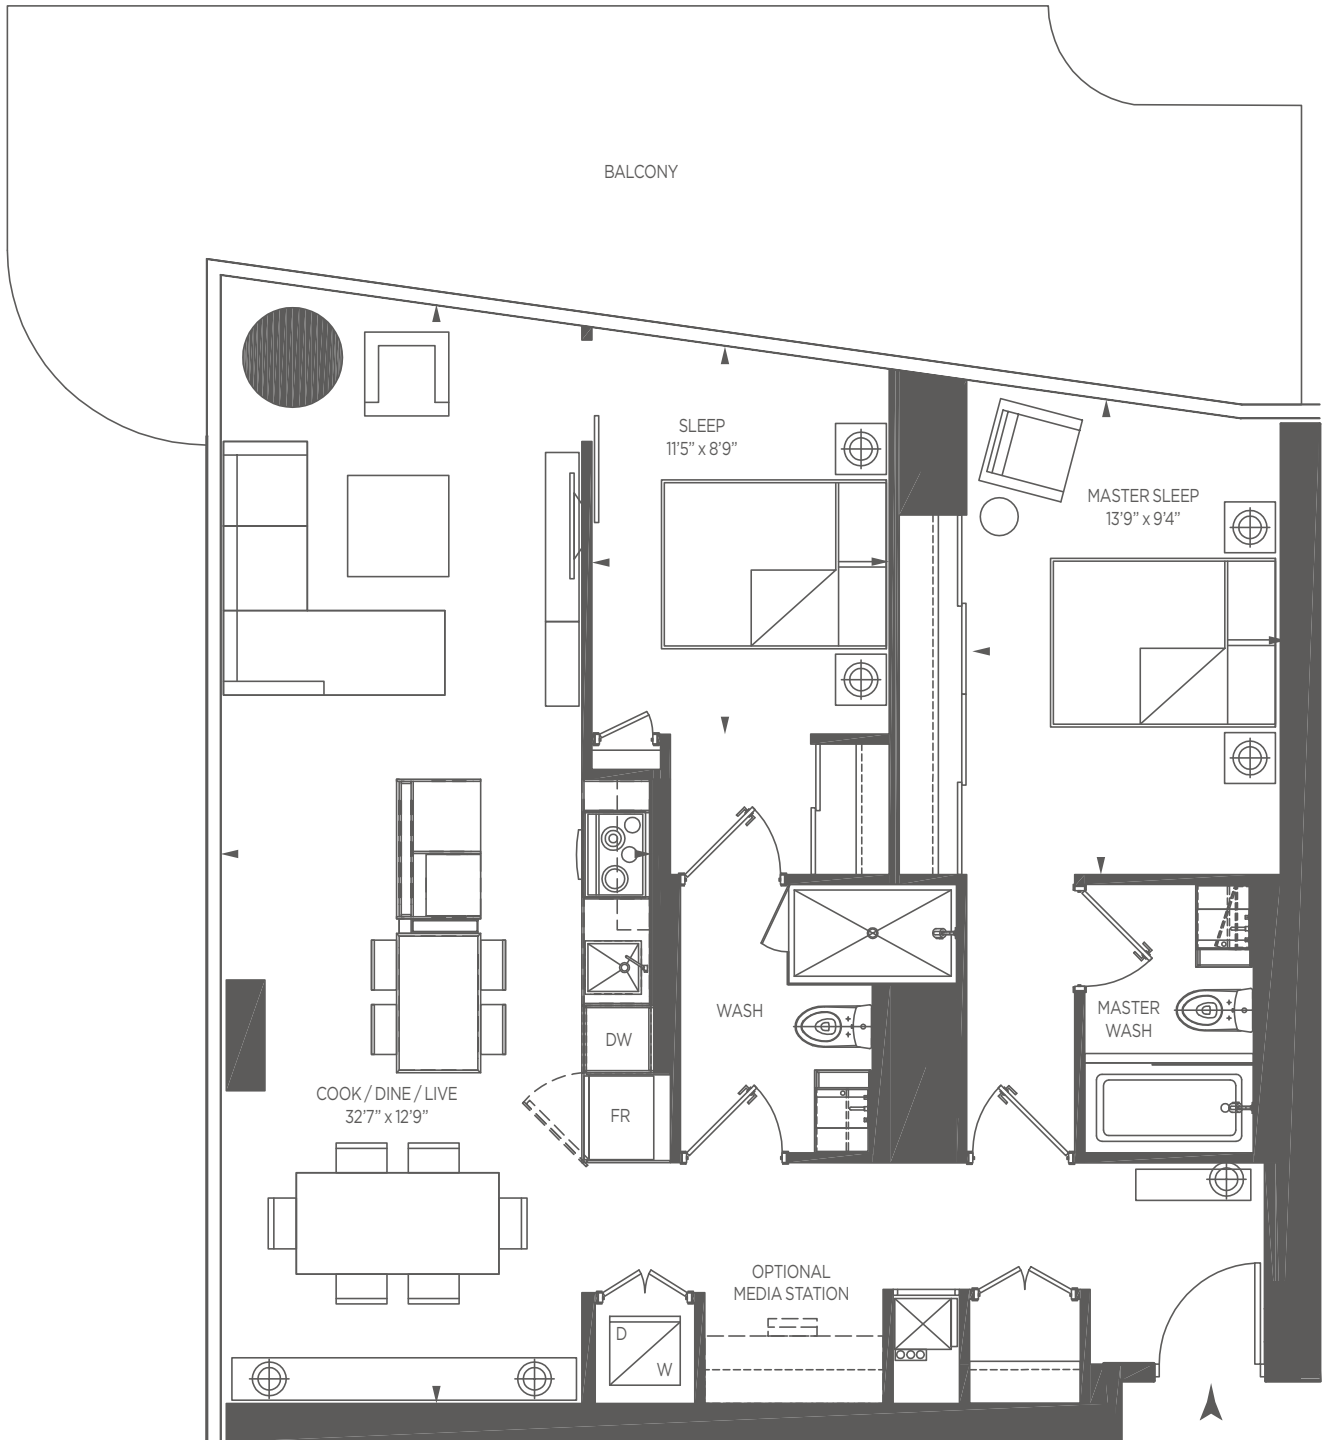 BALCONY
SLEEP
11'5" x 8'9"
MASTER SLEEP
13'9" x 9'4"
WASH
MASTER
WASH
DW
COOK / DINE / LIVE
32'7" x 12'9"
FR
OPTIONAL
MEDIA STATION
D
W